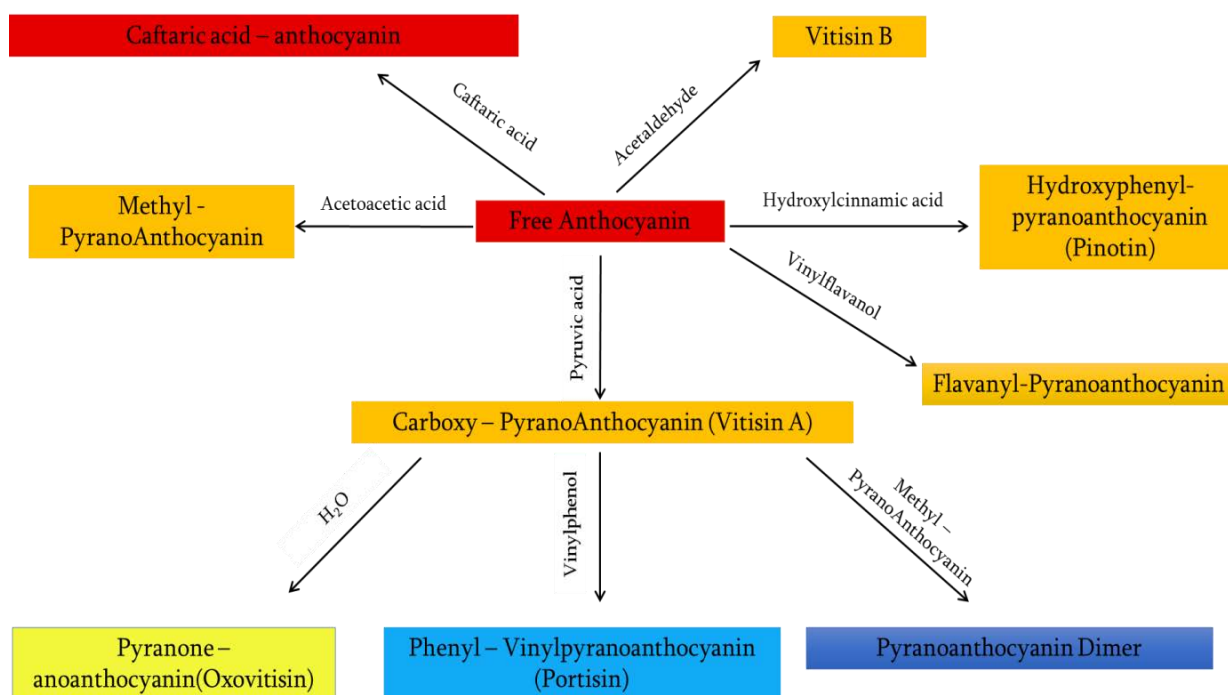 Caftaric acid – anthocyanin
Vitisin B
Caftaric acid
Acetaldehyde
Methyl -
PyranoAnthocyanin
Acetoacetic acid
Free Anthocyanin
Hydroxylcinnamic acid
Hydroxyphenyl-
pyranoanthocyanin
(Pinotin)
Vinylflavanol
Pyruvic acid
Flavanyl-Pyranoanthocyanin
Carboxy – PyranoAnthocyanin (Vitisin A)
H₂O
Vinylphenol
Methyl –
PyranoAnthocyanin
Pyranone –
anoanthocyanin(Oxovitisin)
Phenyl – Vinylpyranoanthocyanin
(Portisin)
Pyranoanthocyanin Dimer